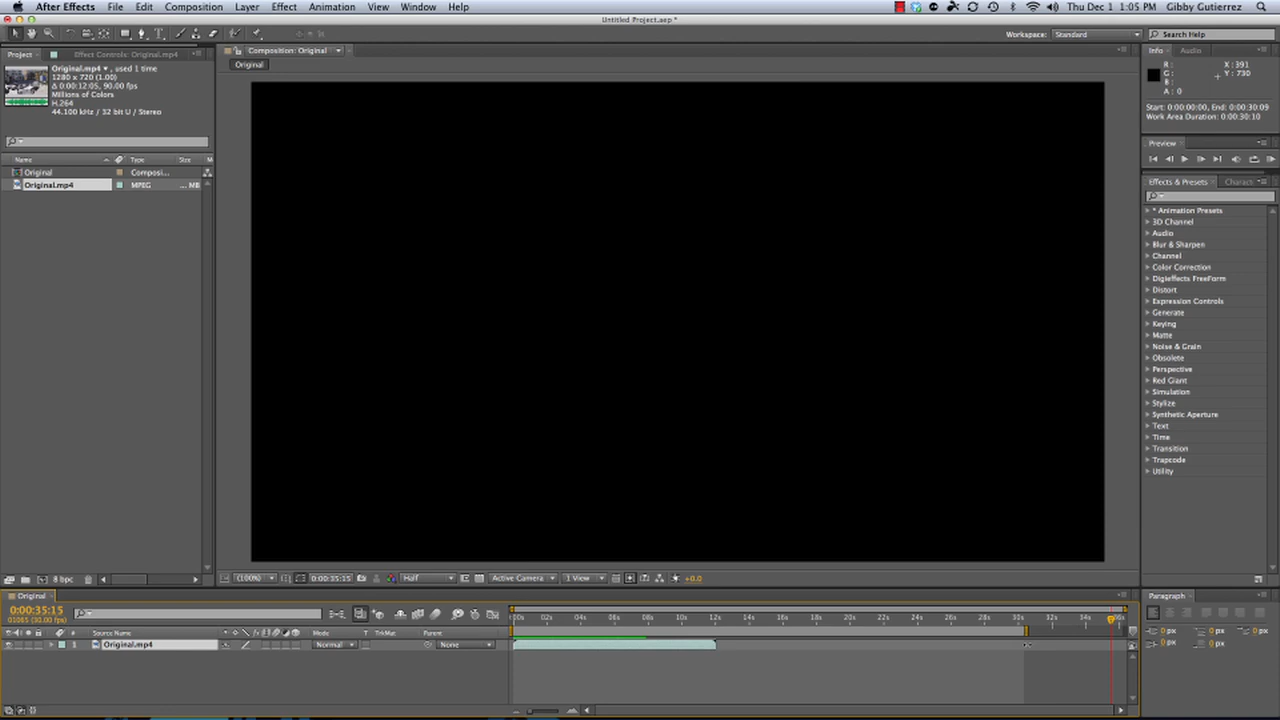 After Effects File Edit Composition Layer Effect Animation View Window Help Thu Dec 1 1:05 PM Gibby Gutierrez
Untitled Project.aep *
Workspace: Standard Search Help
Project Effect Controls: Original.mp4
Composition: Original
Info Audio
Original
Original.mp4 , used 1 time
1280 x 720 (1.00)
Δ 0:00:12:05, 90.00 fps
Millions of Colors
H.264
44.100 kHz / 32 bit U / Stereo
R :
G :
B :
A : 0
X : 391
Y : 730
Start: 0:00:00:00, End: 0:00:30:09
Work Area Duration: 0:00:30:10
Preview
Name Type Size M
Original Composi...
Original.mp4 MPEG ... MB
Effects & Presets Charact
* Animation Presets
3D Channel
Audio
Blur & Sharpen
Channel
Color Correction
Digieffects FreeForm
Distort
Expression Controls
Generate
Keying
Matte
Noise & Grain
Obsolete
Perspective
Red Giant
Simulation
Stylize
Synthetic Aperture
Text
Time
Transition
Trapcode
Utility
8 bpc
(100%) 0:00:35:15 Half Active Camera 1 View +0.0
Original
0:00:35:15
01065 (30.00 fps)
:00s 02s 04s 06s 08s 10s 12s 14s 16s 18s 20s 22s 24s 26s 28s 30s 32s 34s 36s
# Source Name Mode T TrkMat Parent
1 Original.mp4 Normal None
Paragraph
0 px 0 px 0 px
0 px 0 px